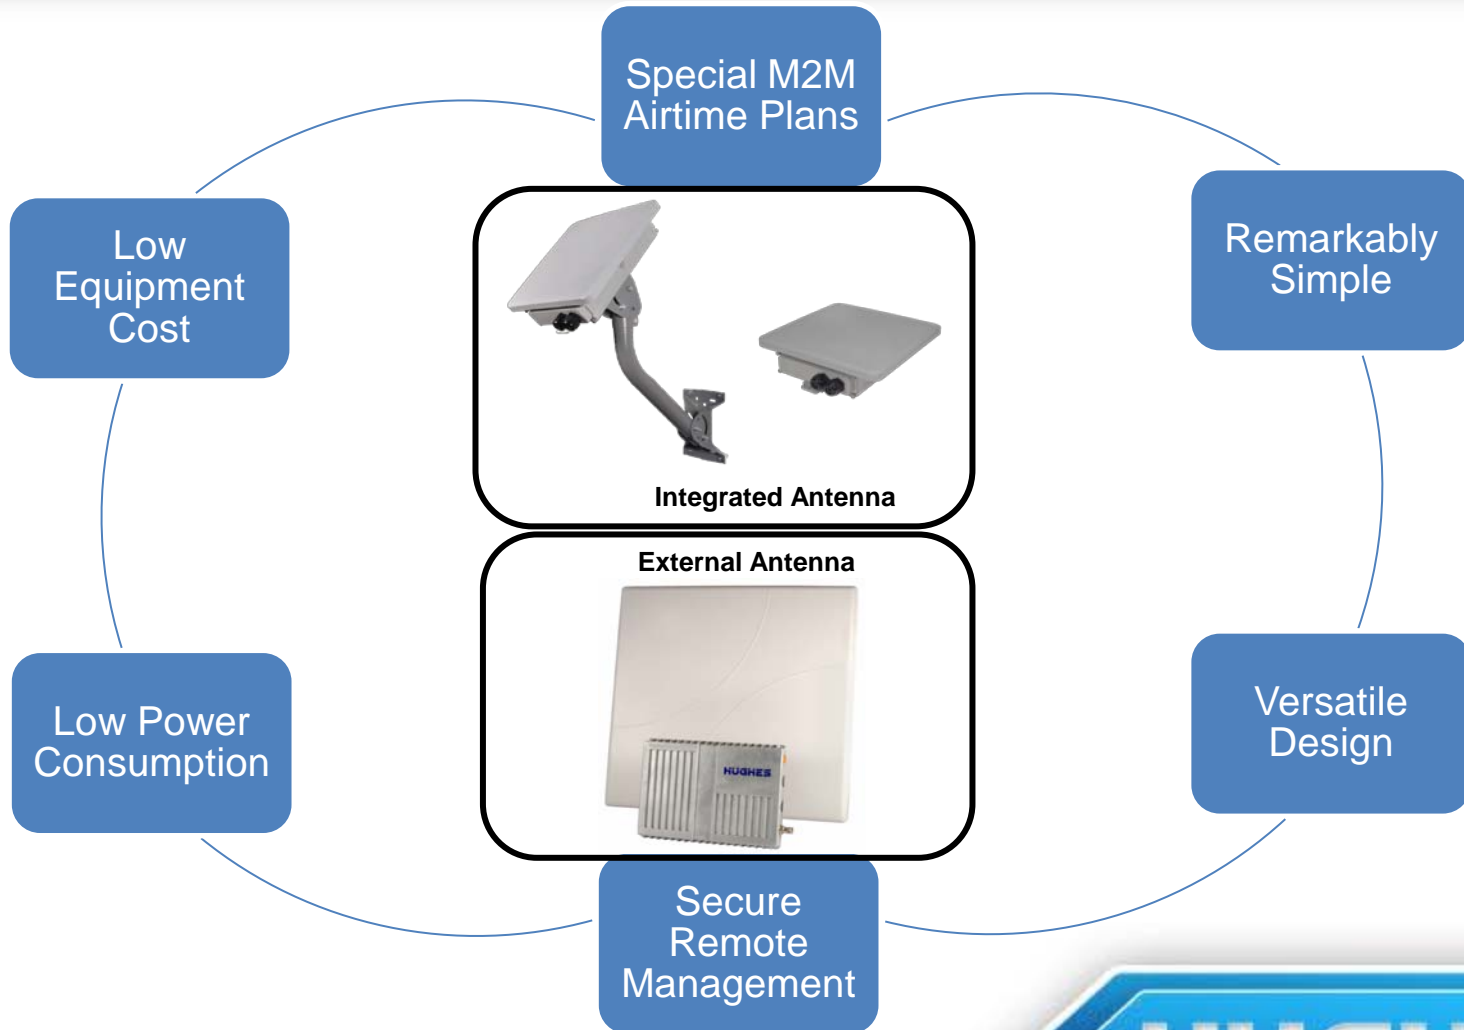 Special M2M
Airtime Plans
Remarkably
Simple
Versatile
Design
Secure
Remote
Management
Low Power
Consumption
Low
Equipment
Cost
Integrated Antenna
External Antenna
HUGHES